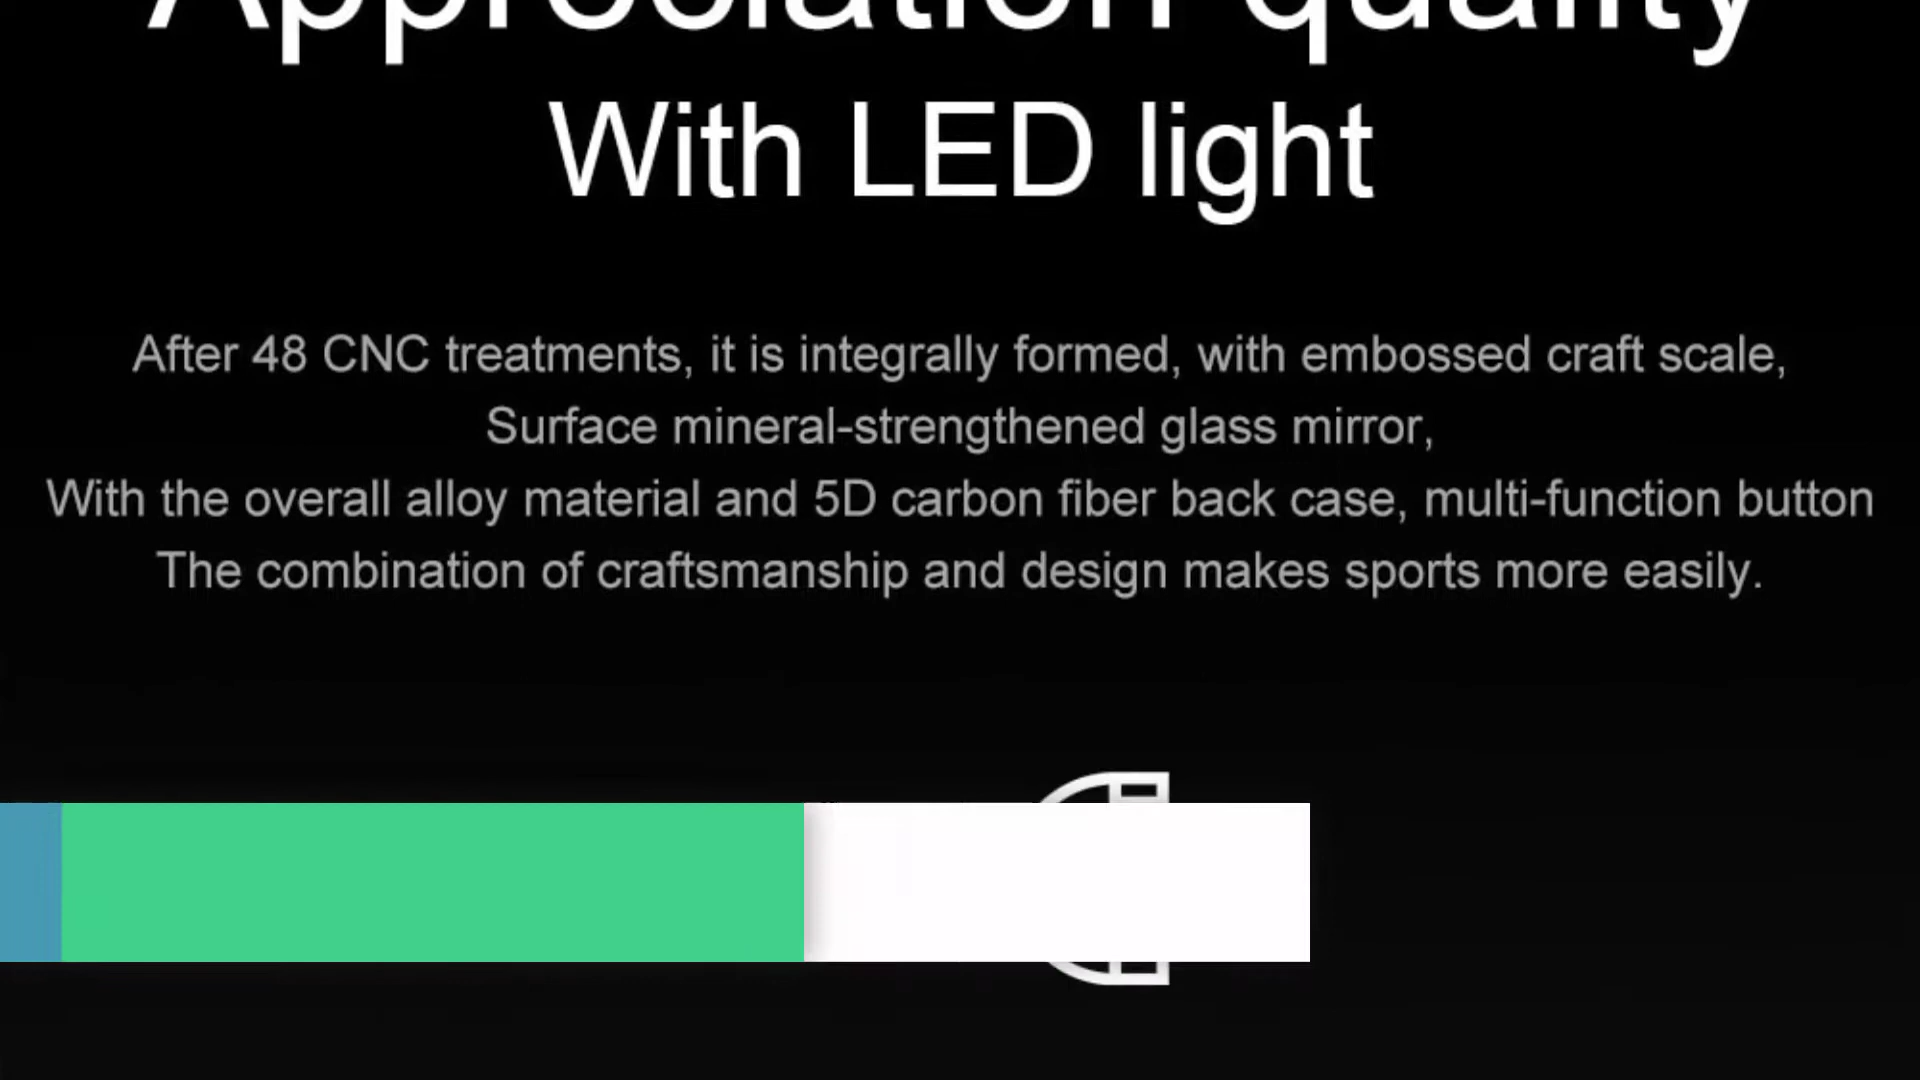 Appreciation quality
With LED light
After 48 CNC treatments, it is integrally formed, with embossed craft scale,
Surface mineral-strengthened glass mirror,
With the overall alloy material and 5D carbon fiber back case, multi-function button
The combination of craftsmanship and design makes sports more easily.